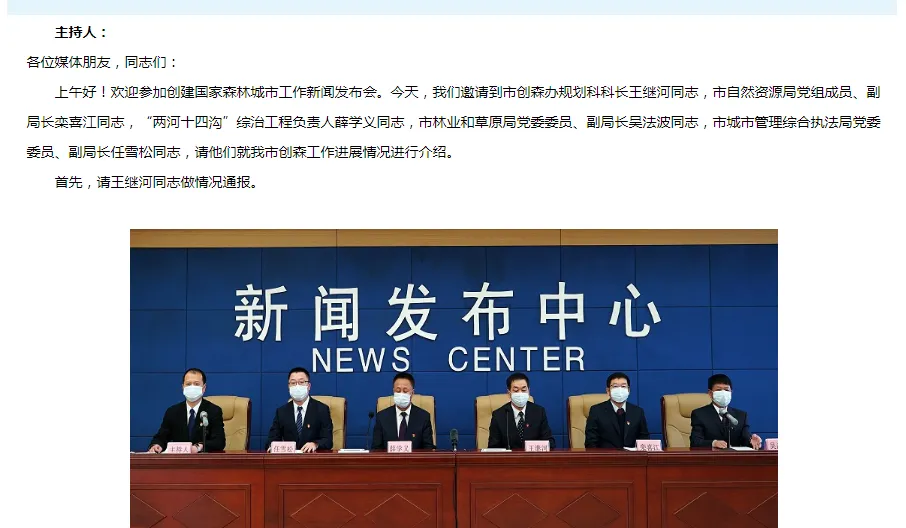 主持人：
各位媒体朋友，同志们：
上午好！欢迎参加创建国家森林城市工作新闻发布会。今天，我们邀请到市创森办规划科科长王继河同志，市自然资源局党组成员、副
局长栾喜江同志，“两河十四沟”综治工程负责人薛学义同志，市林业和草原局党委委员、副局长吴法波同志，市城市管理综合执法局党委
委员、副局长任雪松同志，请他们就我市创森工作进展情况进行介绍。
首先，请王继河同志做情况通报。
新闻发布中心
NEWS CENTER
主持人 任雪松 薛学义 王继河 栾喜江 吴